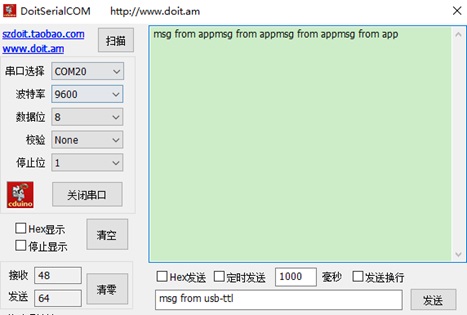 DoitSerialCOM http://www.doit.am
szdoit.taobao.com
www.doit.am
扫描
串口选择 COM20
波特率 9600
数据位 8
校验 None
停止位 1
cduino
关闭串口
Hex显示
停止显示
清空
接收 48
发送 64
清零
msg from appmsg from appmsg from appmsg from app
Hex发送 定时发送 1000 毫秒 发送换行
msg from usb-ttl
发送